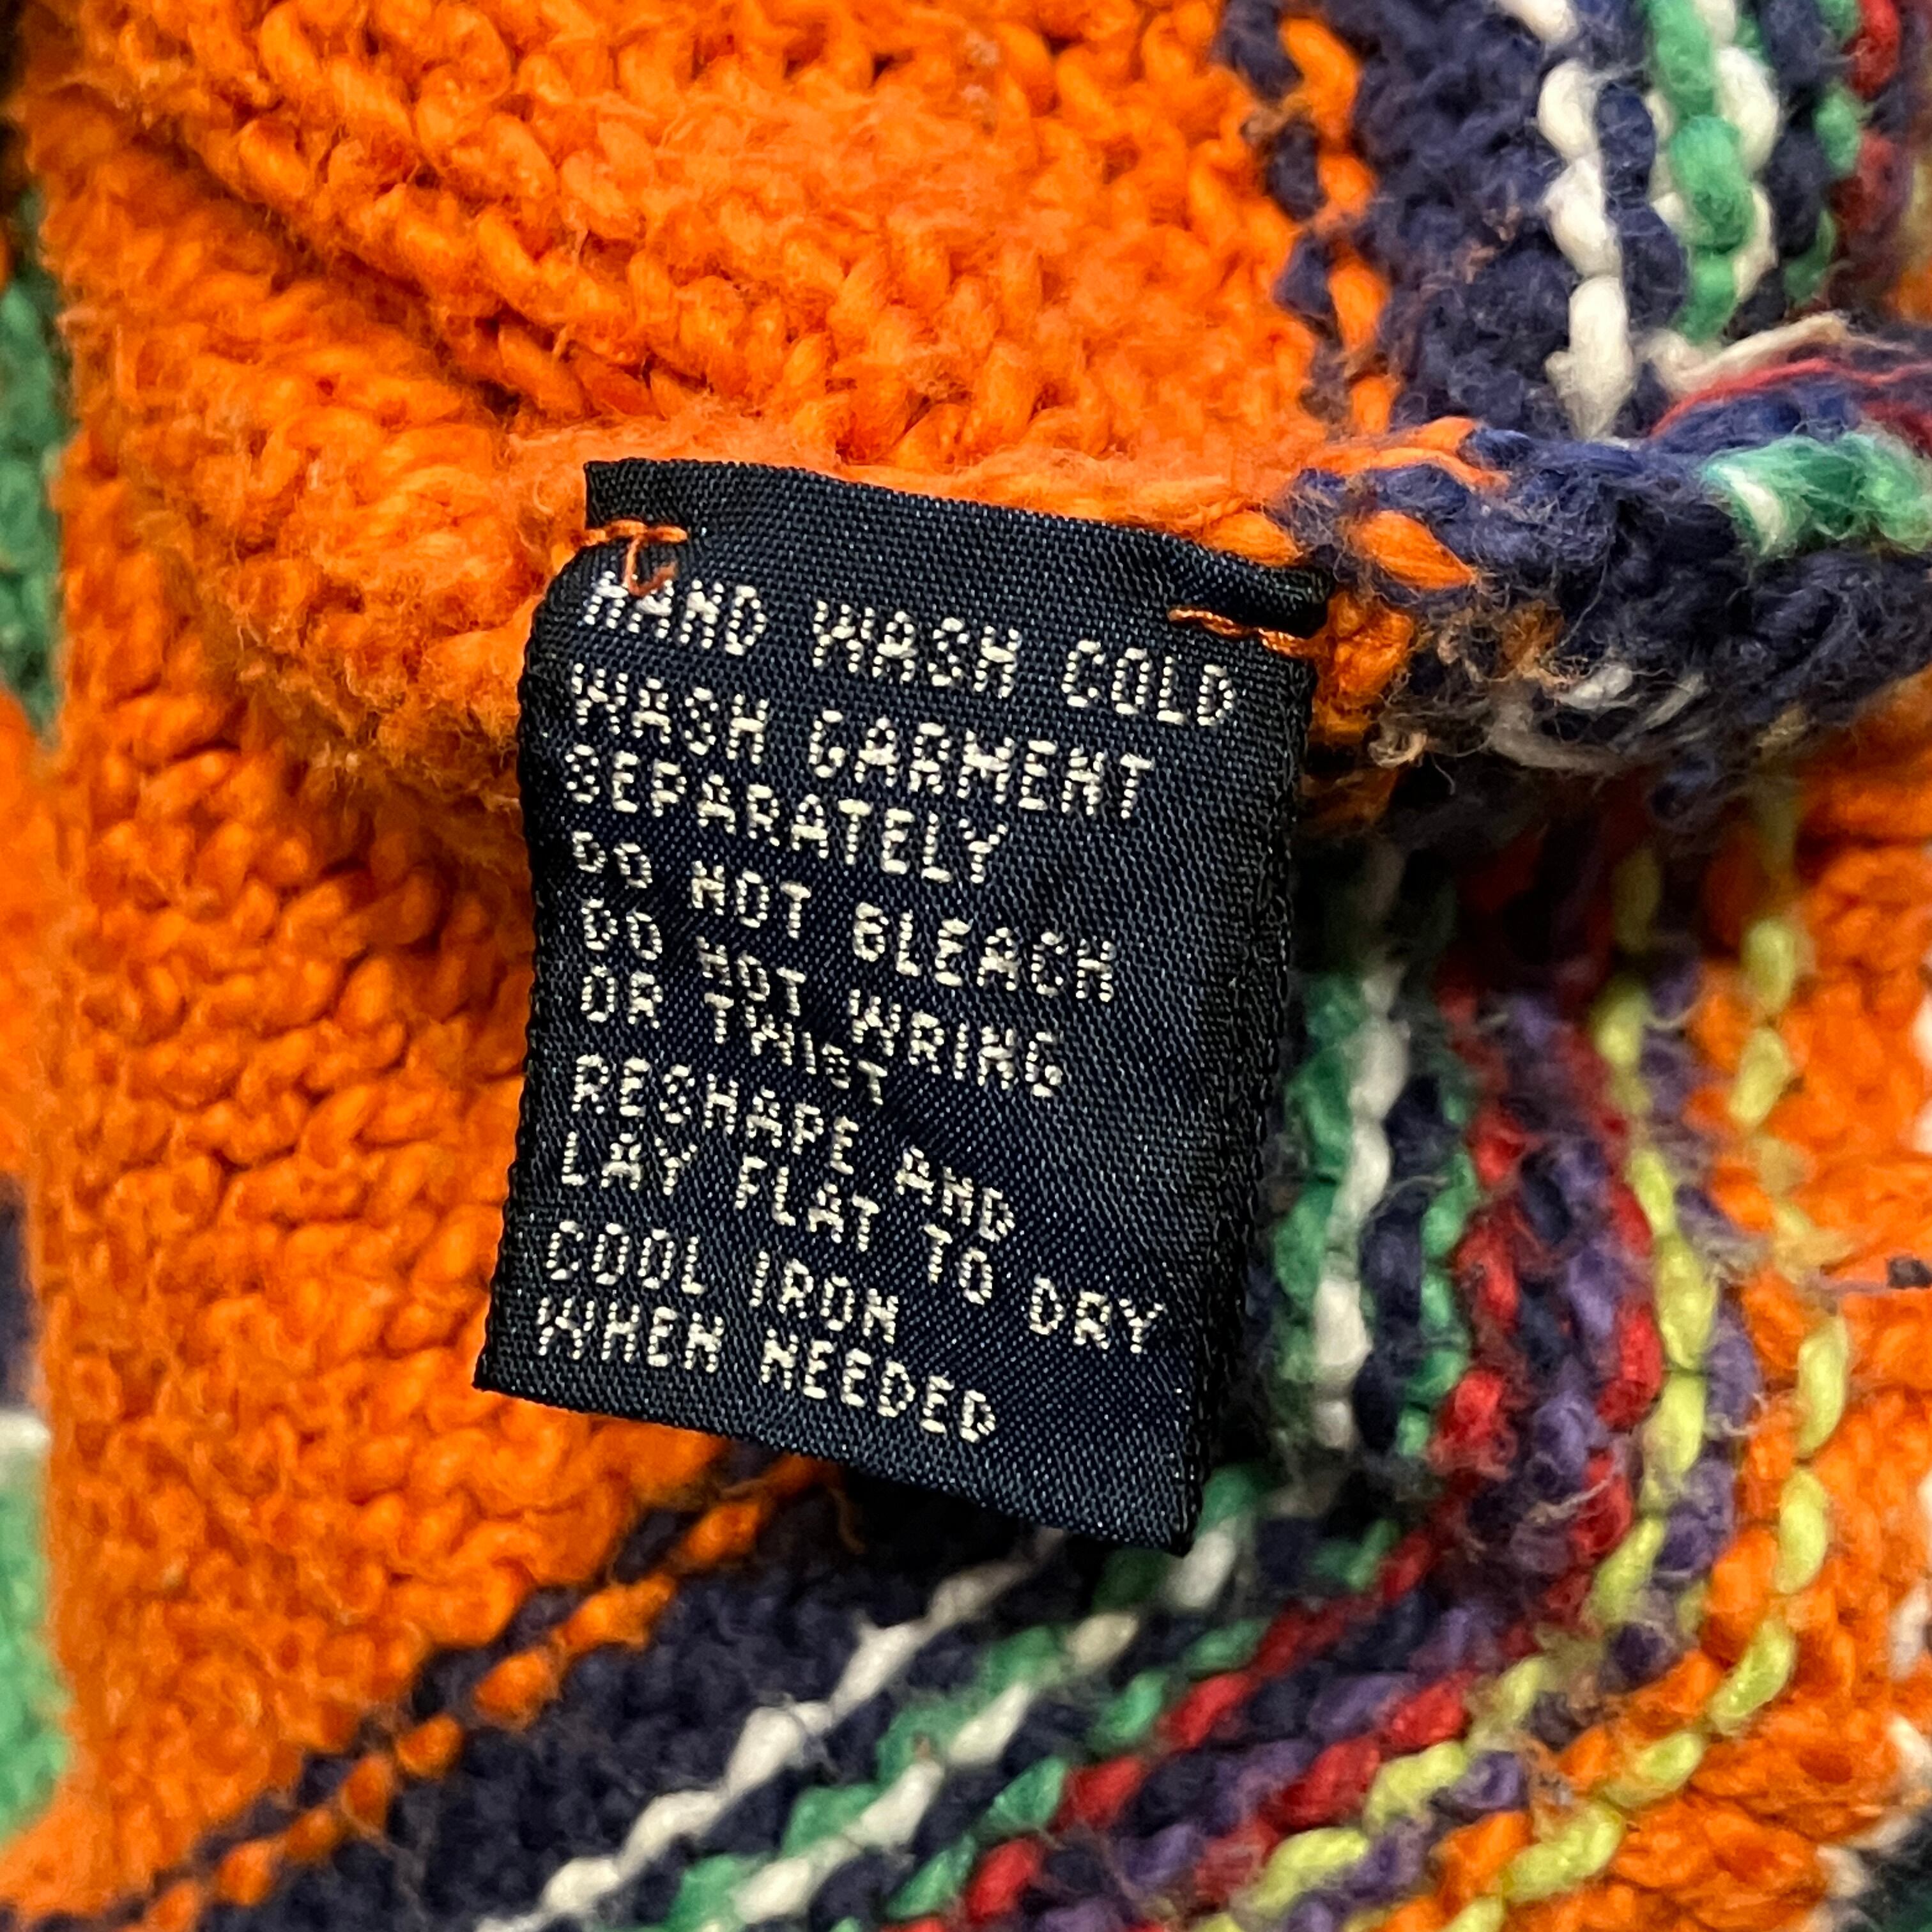 HAND WASH COLD
WASH GARMENT
SEPARATELY
DO NOT BLEACH
DO NOT WRING
OR TWIST
RESHAPE AND
LAY FLAT TO DRY
COOL IRON
WHEN NEEDED